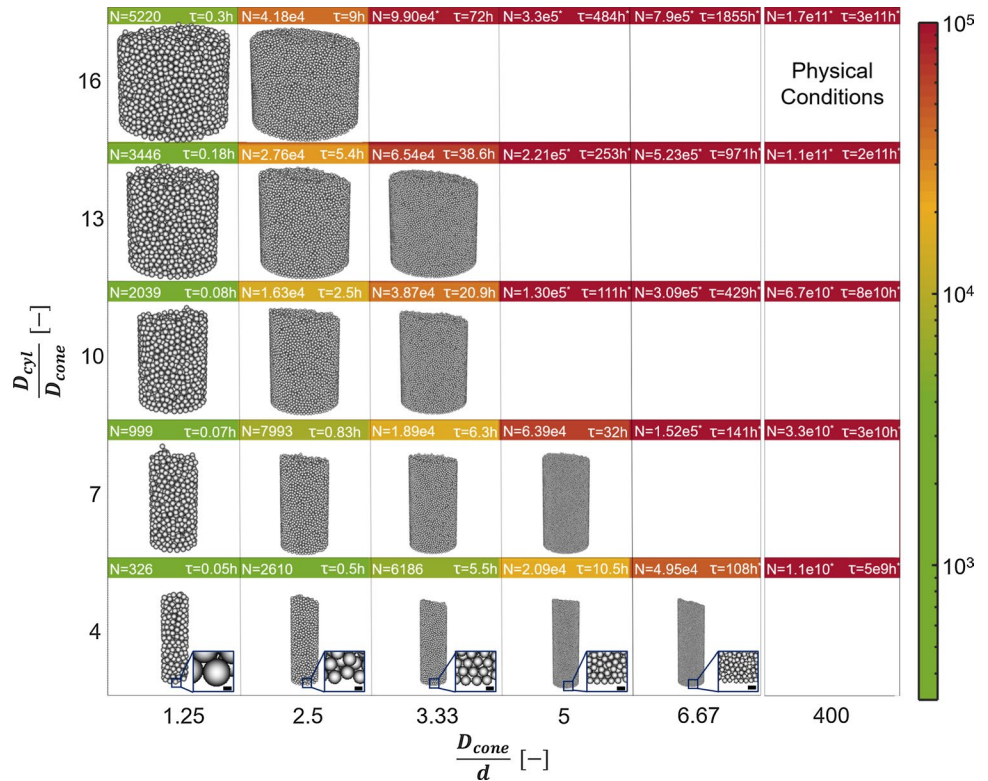 N=5220 τ=0.3h N=4.18e4 τ=9h N=9.90e4* τ=72h N=3.3e5* τ=484h* N=7.9e5* τ=1855h* N=1.7e11* τ=3e11h*
16
Physical
Conditions
N=3446 τ=0.18h N=2.76e4 τ=5.4h N=6.54e4 τ=38.6h N=2.21e5* τ=253h* N=5.23e5* τ=971h* N=1.1e11* τ=2e11h*
13
N=2039 τ=0.08h N=1.63e4 τ=2.5h N=3.87e4 τ=20.9h N=1.30e5* τ=111h* N=3.09e5* τ=429h* N=6.7e10* τ=8e10h*
10
N=999 τ=0.07h N=7993 τ=0.83h N=1.89e4 τ=6.3h N=6.39e4 τ=32h N=1.52e5* τ=141h* N=3.3e10* τ=3e10h*
7
N=326 τ=0.05h N=2610 τ=0.5h N=6186 τ=5.5h N=2.09e4 τ=10.5h N=4.95e4 τ=108h* N=1.1e10* τ=5e9h*
4
1.25 2.5 3.33 5 6.67 400
D_cone/d [-]
D_cyl/D_cone [-]
10⁵
10⁴
10³